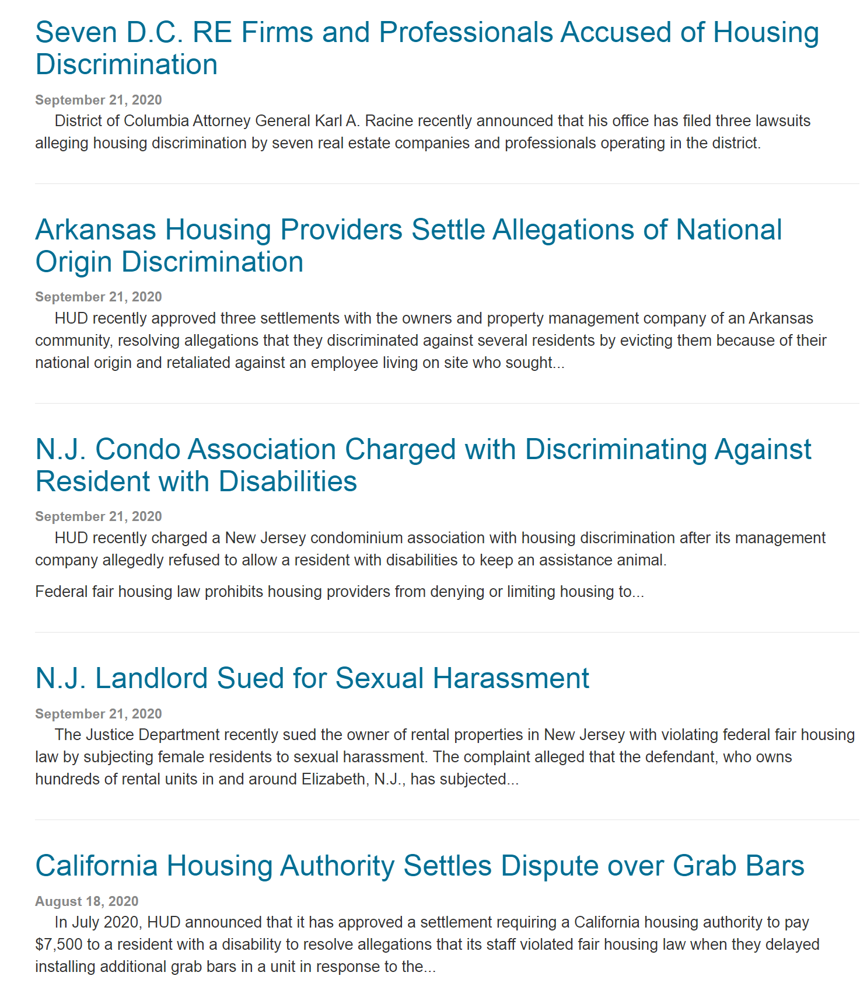 Seven D.C. RE Firms and Professionals Accused of Housing
Discrimination
September 21, 2020
District of Columbia Attorney General Karl A. Racine recently announced that his office has filed three lawsuits
alleging housing discrimination by seven real estate companies and professionals operating in the district.
Arkansas Housing Providers Settle Allegations of National
Origin Discrimination
September 21, 2020
HUD recently approved three settlements with the owners and property management company of an Arkansas
community, resolving allegations that they discriminated against several residents by evicting them because of their
national origin and retaliated against an employee living on site who sought...
N.J. Condo Association Charged with Discriminating Against
Resident with Disabilities
September 21, 2020
HUD recently charged a New Jersey condominium association with housing discrimination after its management
company allegedly refused to allow a resident with disabilities to keep an assistance animal.
Federal fair housing law prohibits housing providers from denying or limiting housing to...
N.J. Landlord Sued for Sexual Harassment
September 21, 2020
The Justice Department recently sued the owner of rental properties in New Jersey with violating federal fair housing
law by subjecting female residents to sexual harassment. The complaint alleged that the defendant, who owns
hundreds of rental units in and around Elizabeth, N.J., has subjected...
California Housing Authority Settles Dispute over Grab Bars
August 18, 2020
In July 2020, HUD announced that it has approved a settlement requiring a California housing authority to pay
$7,500 to a resident with a disability to resolve allegations that its staff violated fair housing law when they delayed
installing additional grab bars in a unit in response to the...